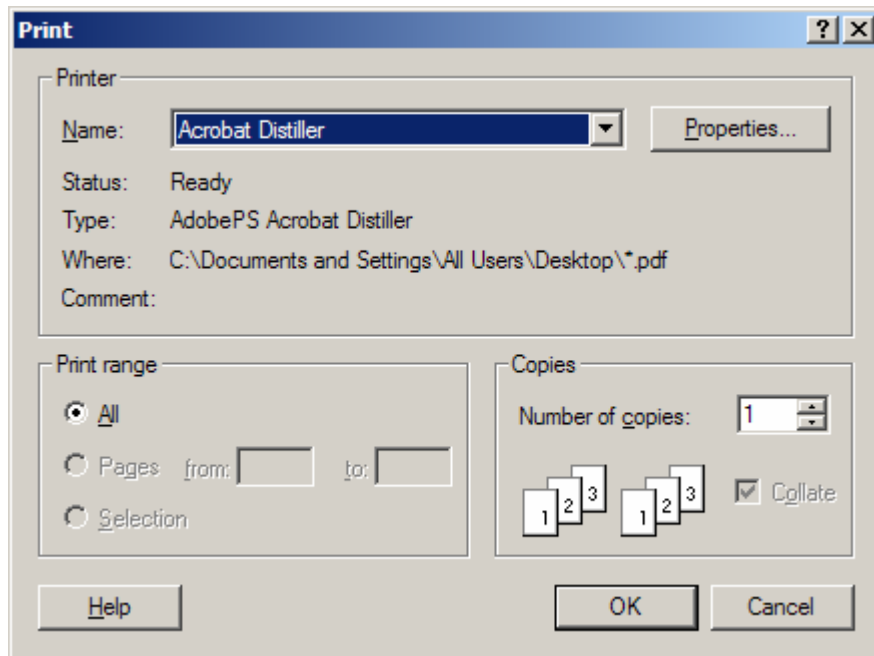 Print
Printer
Name: Acrobat Distiller Properties...
Status: Ready
Type: AdobePS Acrobat Distiller
Where: C:\Documents and Settings\All Users\Desktop\*.pdf
Comment:
Print range
All
Pages from: to:
Selection
Copies
Number of copies: 1
1 2 3 1 2 3 Collate
Help OK Cancel